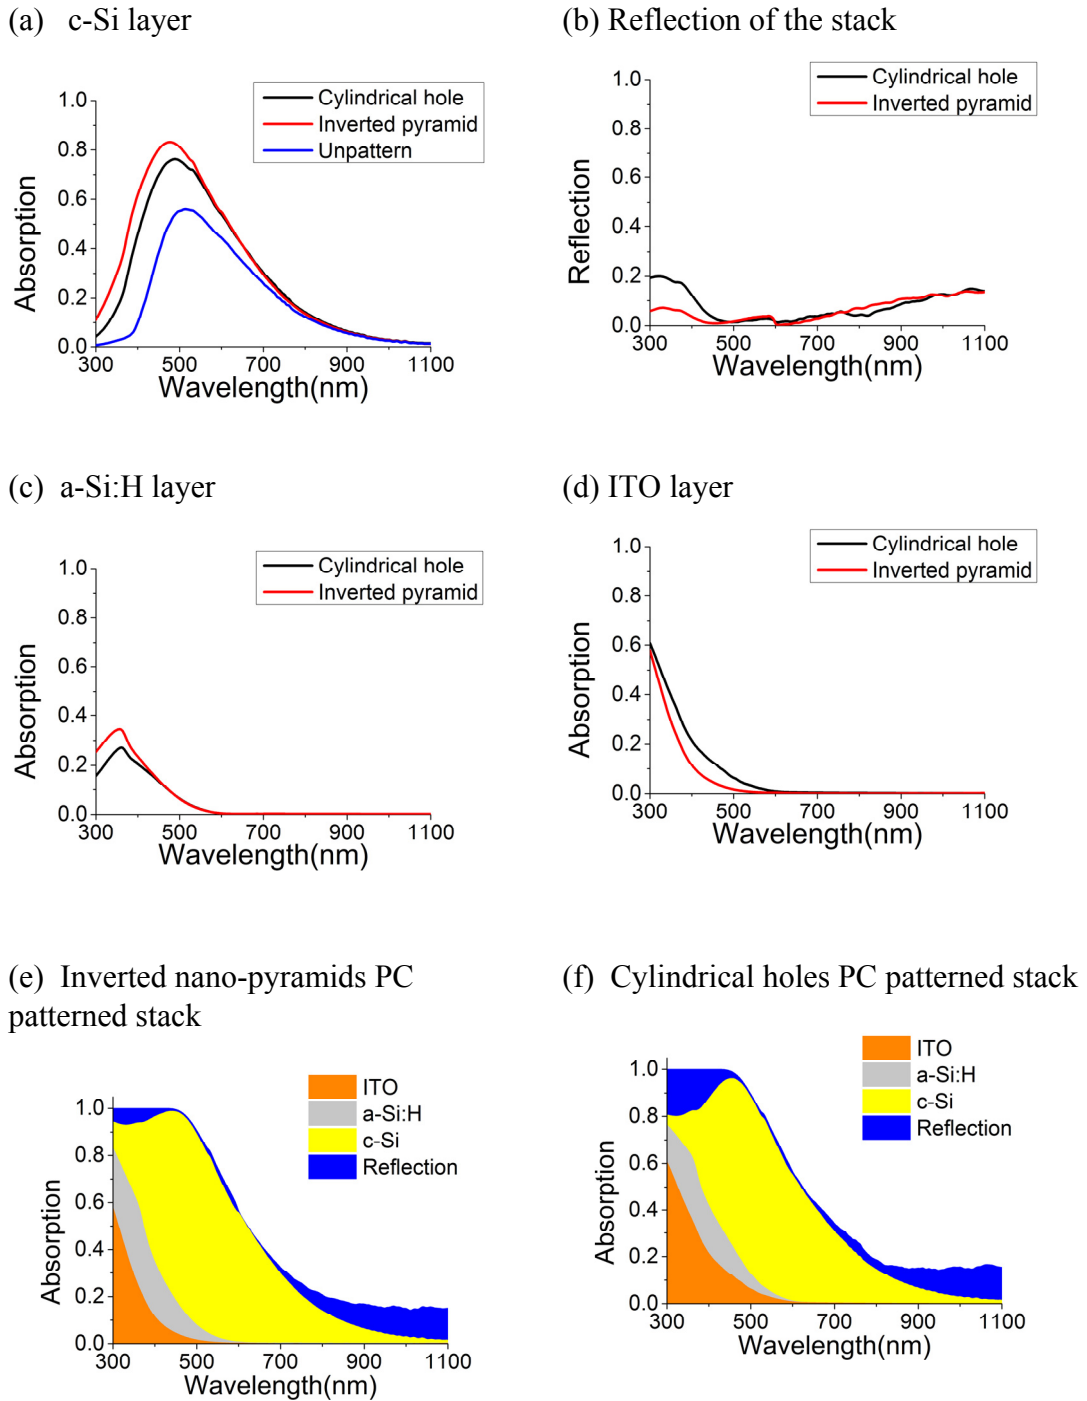 (a) c-Si layer
Cylindrical hole
Inverted pyramid
Unpattern
1.0
0.8
0.6
0.4
0.2
0.0
Absorption
300 500 700 900 1100
Wavelength(nm)
(b) Reflection of the stack
Cylindrical hole
Inverted pyramid
1.0
0.8
0.6
0.4
0.2
0.0
Reflection
300 500 700 900 1100
Wavelength(nm)
(c) a-Si:H layer
Cylindrical hole
Inverted pyramid
1.0
0.8
0.6
0.4
0.2
0.0
Absorption
300 500 700 900 1100
Wavelength(nm)
(d) ITO layer
Cylindrical hole
Inverted pyramid
1.0
0.8
0.6
0.4
0.2
0.0
Absorption
300 500 700 900 1100
Wavelength(nm)
(e) Inverted nano-pyramids PC
patterned stack
ITO
a-Si:H
c-Si
Reflection
1.0
0.8
0.6
0.4
0.2
0.0
Absorption
300 500 700 900 1100
Wavelength(nm)
(f) Cylindrical holes PC patterned stack
ITO
a-Si:H
c-Si
Reflection
1.0
0.8
0.6
0.4
0.2
0.0
Absorption
300 500 700 900 1100
Wavelength(nm)